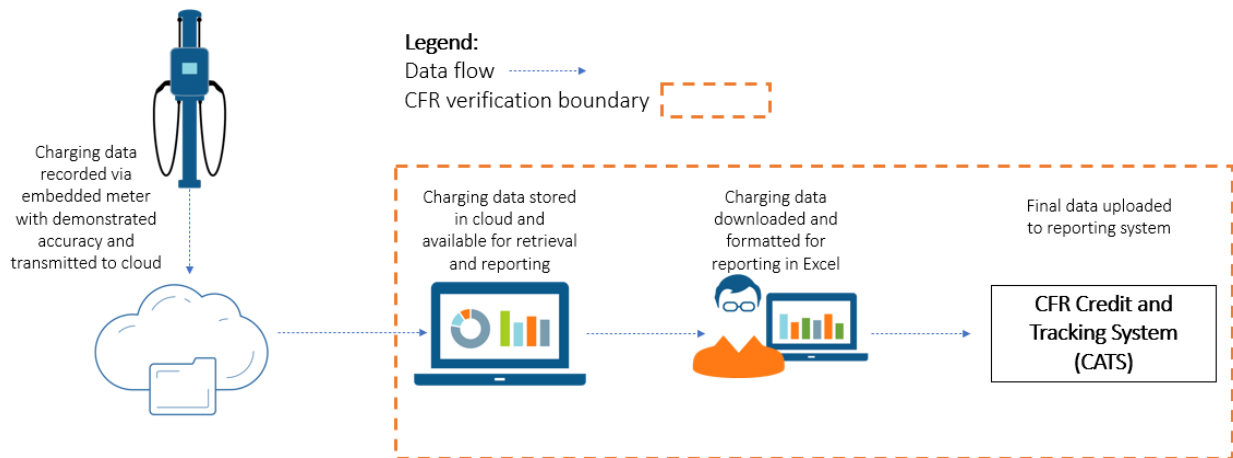 Legend:
Data flow
CFR verification boundary
Charging data
recorded via
embedded meter
with demonstrated
accuracy and
transmitted to cloud
Charging data stored
in cloud and
available for retrieval
and reporting
Charging data
downloaded and
formatted for
reporting in Excel
Final data uploaded
to reporting system
CFR Credit and
Tracking System
(CATS)